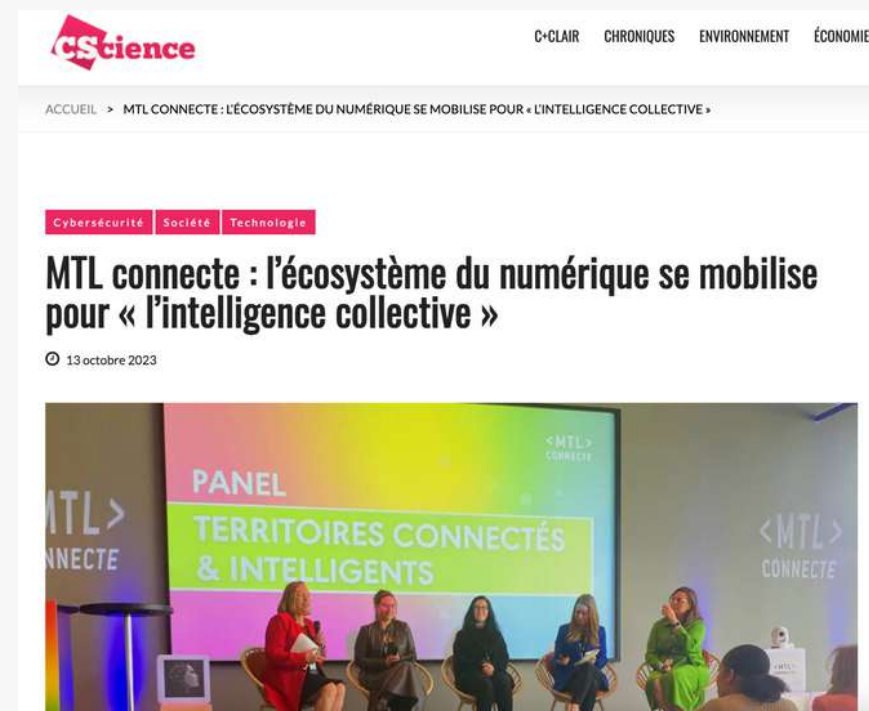 CScience
C+CLAIR CHRONIQUES ENVIRONNEMENT ÉCONOMIE
ACCUEIL > MTL CONNECTE : L'ÉCOSYSTÈME DU NUMÉRIQUE SE MOBILISE POUR « L'INTELLIGENCE COLLECTIVE »
Cybersécurité Société Technologie
MTL connecte : l'écosystème du numérique se mobilise
pour « l'intelligence collective »
13 octobre 2023
<MTL>
CONNECTE
PANEL
TERRITOIRES CONNECTÉS
& INTELLIGENTS
MTL>
NNECTE
<MTL>
CONNECTE